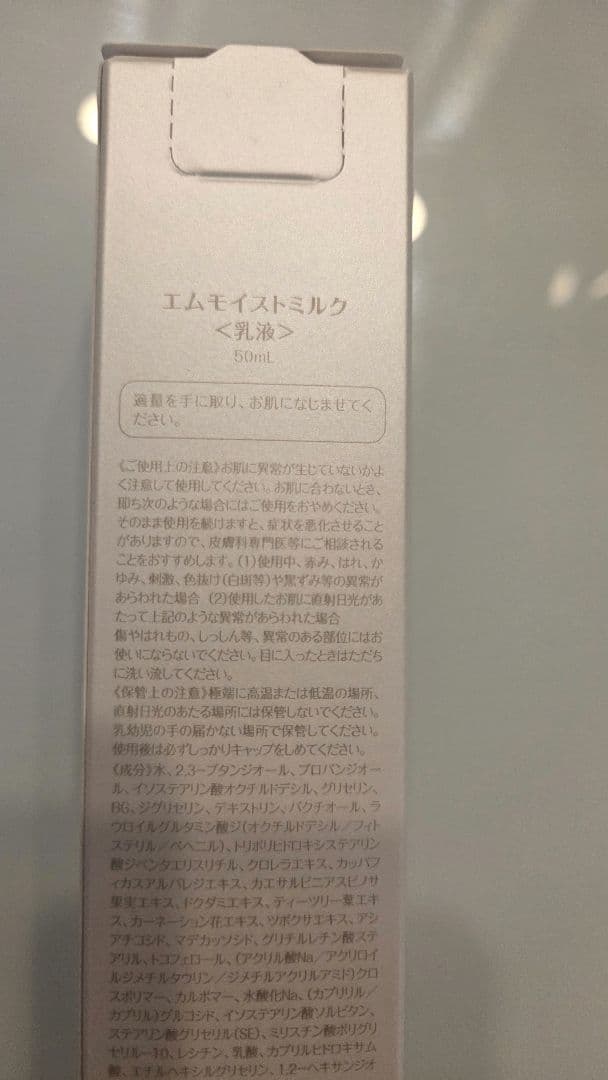 エムモイストミルク
＜乳液＞
50mL
適量を手に取り、お肌になじませてく
ださい。
《ご使用上の注意》お肌に異常が生じていないかよ
く注意して使用してください。お肌に合わないとき、
即ち次のような場合にはご使用をおやめください。
そのまま使用を続けますと、症状を悪化させること
がありますので、皮膚科専門医等にご相談される
ことをおすすめします。(1)使用中、赤み、はれ、か
ゆみ、刺激、色抜け(白斑等)や黒ずみ等の異常が
あらわれた場合 (2)使用したお肌に直射日光があ
たって上記のような異常があらわれた場合
傷やはれもの、しっしん等、異常のある部位にはお
使いにならないでください。目に入ったときはただち
に洗い流してください。
《保管上の注意》極端に高温または低温の場所、
直射日光のあたる場所には保管しないでください。
乳幼児の手の届かない場所で保管してください。
使用後は必ずしっかりキャップをしめてください。
《成分》水、2,3-ブタンジオール、プロパンジオー
ル、イソステアリン酸オクチルドデシル、グリセリン、
BG、ジグリセリン、デキストリン、バクチオール、ラ
ウロイルグルタミン酸ジ(オクチルドデシル／フィト
ステリル／ベヘニル)、トリポリヒドロキシステアリン
酸ジペンタエリスリチル、クロレラエキス、カッパフ
ィカスアルバレジエキス、カエサルピニアスピノサ
果実エキス、ドクダミエキス、ティーツリー葉エキ
ス、カーネーション花エキス、ツボクサエキス、アシ
アチコシド、マデカッソシド、グリチルレチン酸ステ
アリル、トコフェロール、(アクリル酸Na／アクリロイ
ルジメチルタウリン／ジメチルアクリルアミド)クロ
スポリマー、カルボマー、水酸化Na、(カプリリル／
カプリル)グルコシド、イソステアリン酸ソルビタン、
ステアリン酸グリセリル(SE)、ミリスチン酸ポリグリ
セリル-10、レシチン、乳酸、カプリルヒドロキサム
酸、エチルヘキシルグリセリン、1,2-ヘキサンジオ